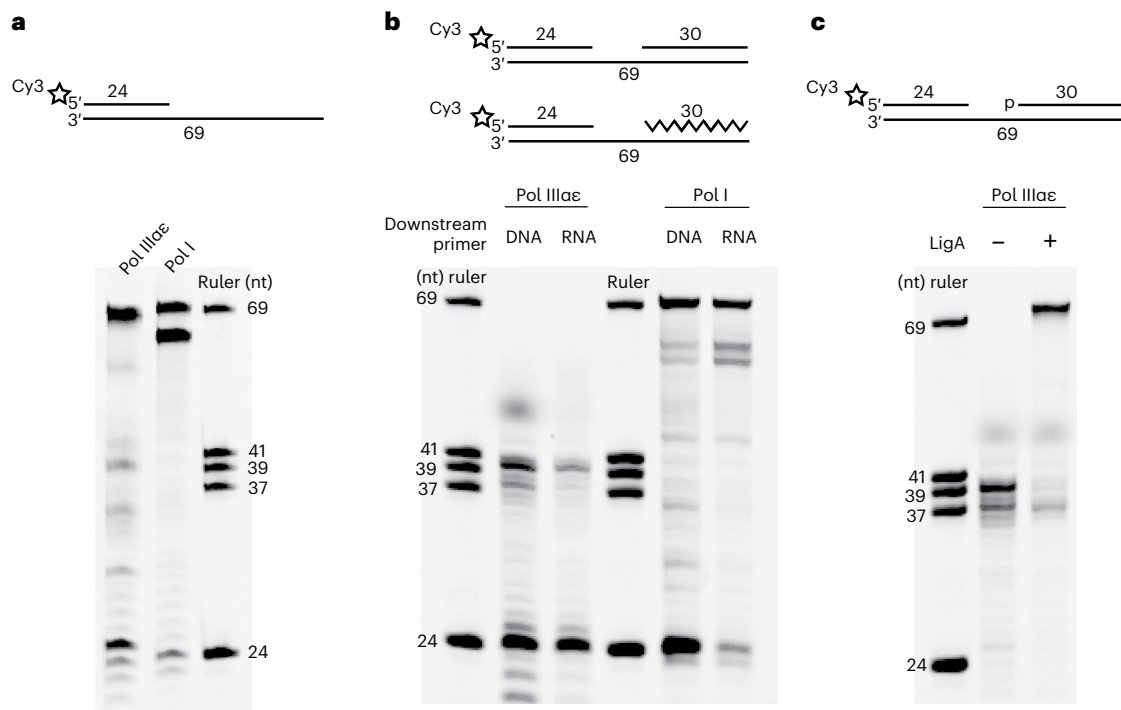 a
Cy3
24
5′
3′
69
Pol IIIαε
Pol I
Ruler (nt)
69
41
39
37
24
b
Cy3
24
30
5′
3′
69
Cy3
24
30
5′
3′
69
Pol IIIαε
Pol I
Downstream
primer
DNA
RNA
DNA
RNA
(nt) ruler
Ruler
69
41
39
37
24
c
Cy3
24
p
30
5′
3′
69
Pol IIIαε
LigA
−
+
(nt) ruler
69
41
39
37
24